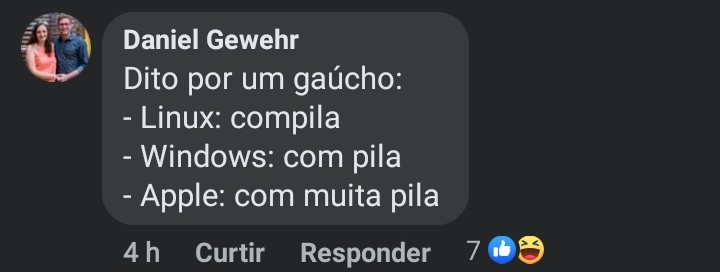 Daniel Gewehr
Dito por um gaúcho:
- Linux: compila
- Windows: com pila
- Apple: com muita pila
4 h Curtir Responder 7